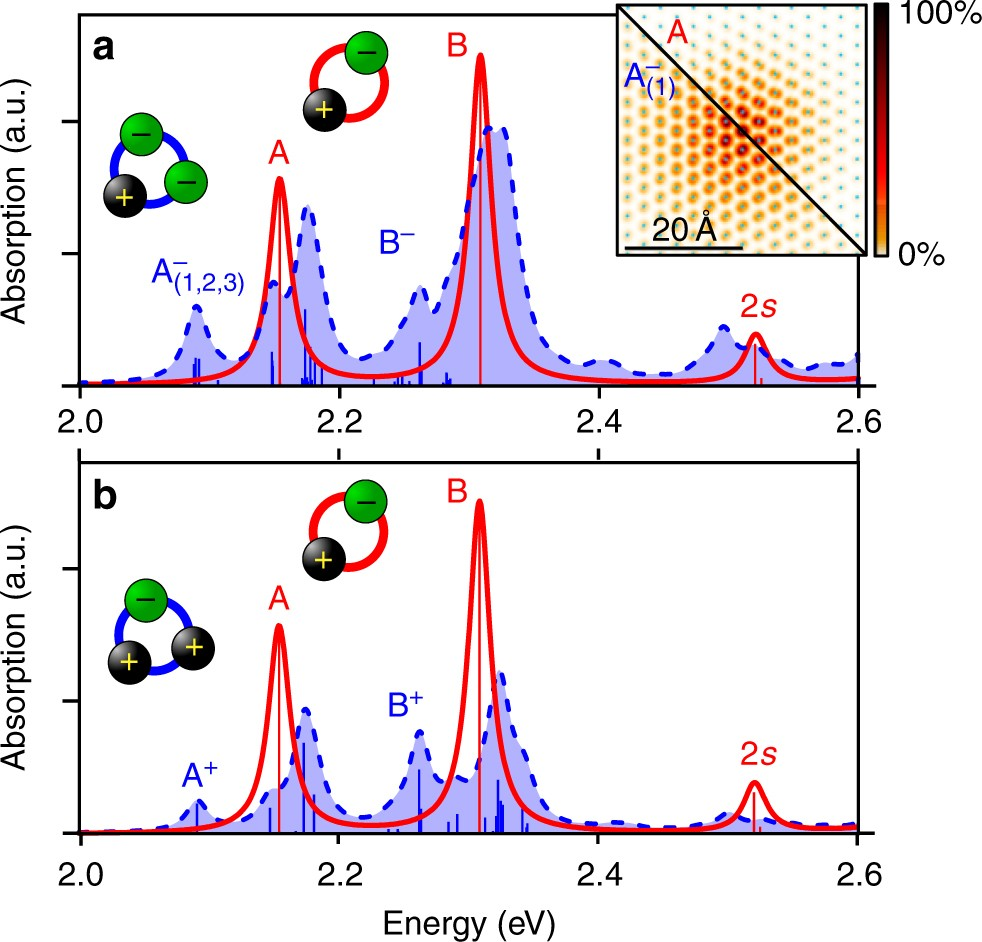 a
B
A
A⁻(1,2,3)
B⁻
2s
A
A⁻(1)
20 Å
100%
0%
Absorption (a.u.)
2.0
2.2
2.4
2.6
b
B
A
A⁺
B⁺
2s
Absorption (a.u.)
2.0
2.2
2.4
2.6
Energy (eV)